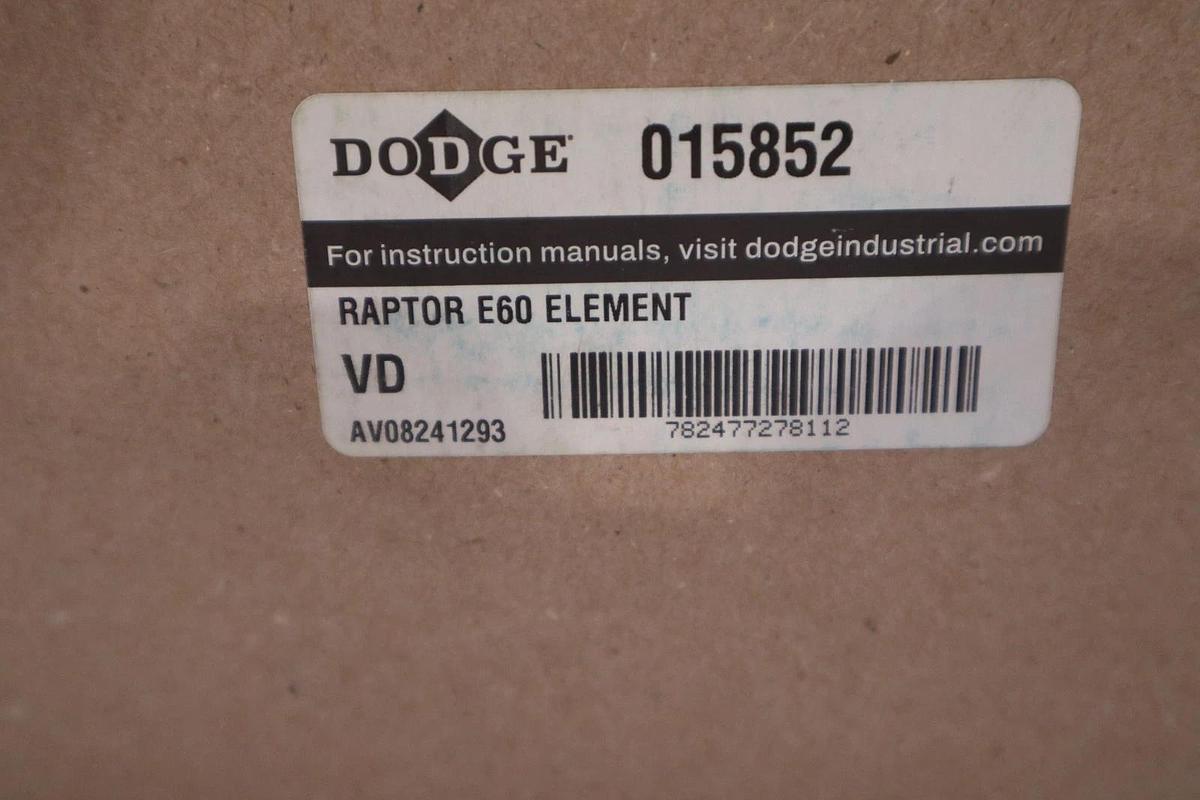 DODGE 015852
For instruction manuals, visit dodgeindustrial.com
RAPTOR E60 ELEMENT
VD
AV08241293
782477278112